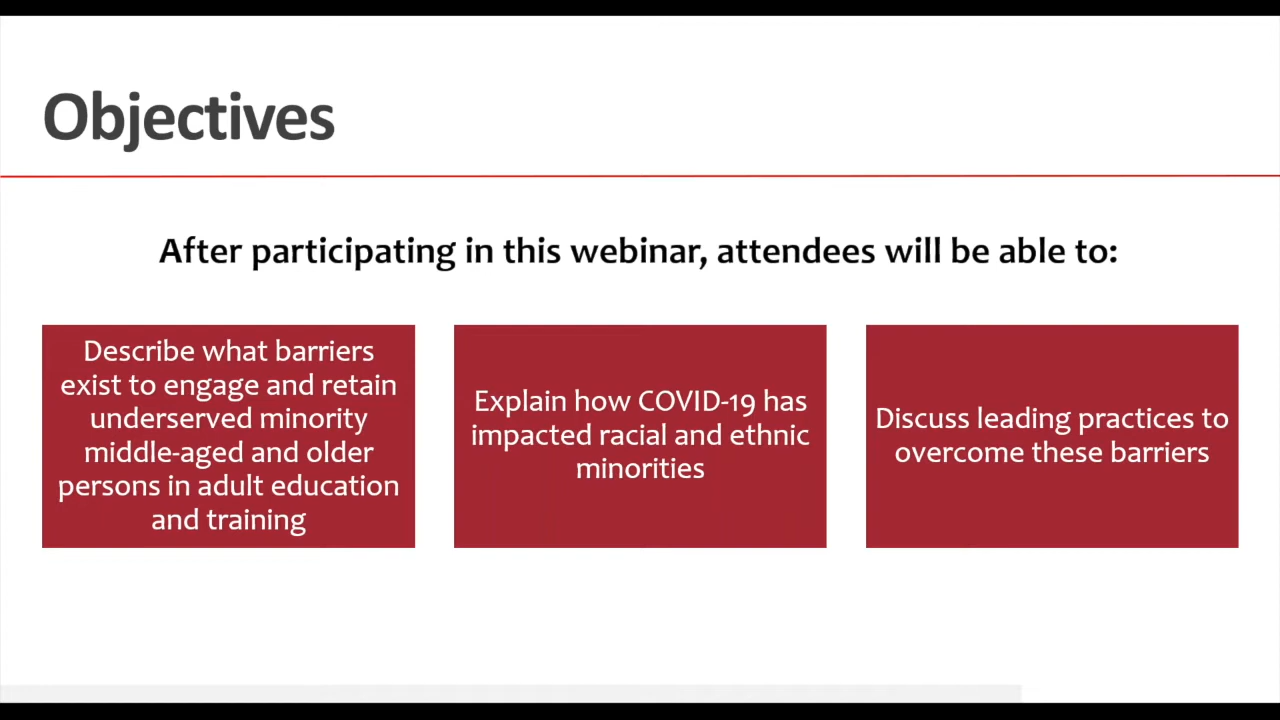 Objectives
After participating in this webinar, attendees will be able to:
Describe what barriers
exist to engage and retain
underserved minority
middle-aged and older
persons in adult education
and training
Explain how COVID-19 has
impacted racial and ethnic
minorities
Discuss leading practices to
overcome these barriers